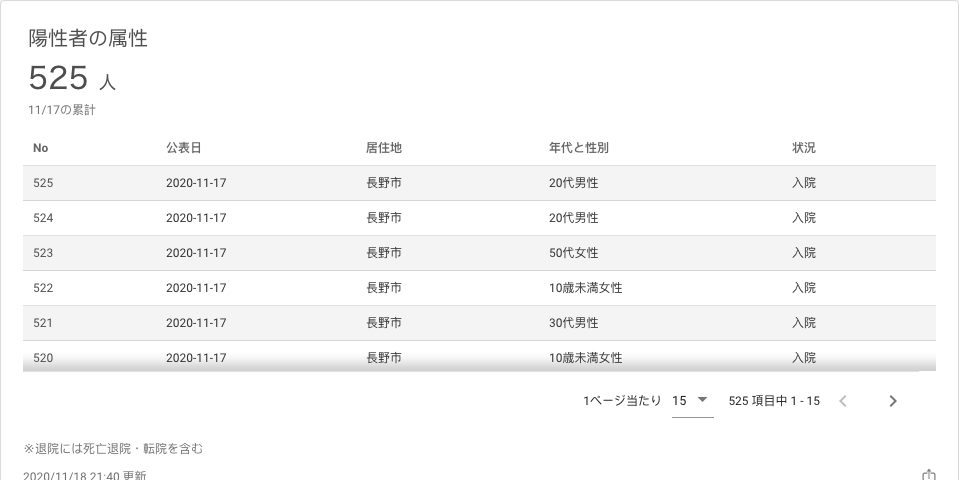 陽性者の属性
525 人
11/17の累計
No 公表日 居住地 年代と性別 状況
525 2020-11-17 長野市 20代男性 入院
524 2020-11-17 長野市 20代男性 入院
523 2020-11-17 長野市 50代女性 入院
522 2020-11-17 長野市 10歳未満女性 入院
521 2020-11-17 長野市 30代男性 入院
520 2020-11-17 長野市 10歳未満女性 入院
1ページ当たり 15 525 項目中 1 - 15
※退院には死亡退院・転院を含む
2020/11/18 21:40 更新